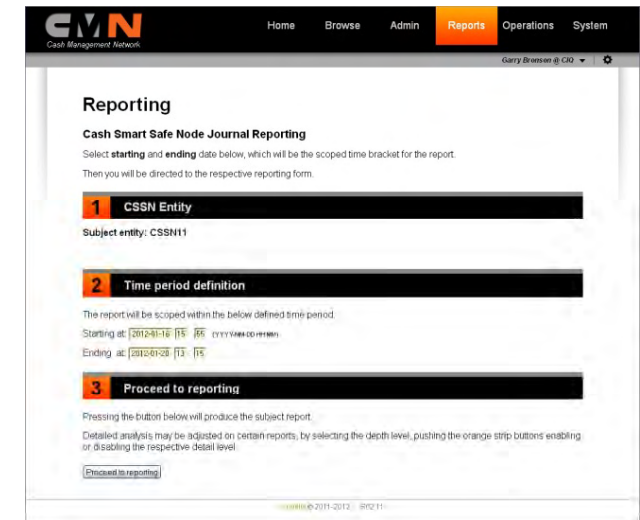 CMN
Cash Management Network
Home Browse Admin Reports Operations System
Garry Bronson @ CIQ
Reporting
Cash Smart Safe Node Journal Reporting
Select starting and ending date below, which will be the scoped time bracket for the report.
Then you will be directed to the respective reporting form.
1 CSSN Entity
Subject entity: CSSN11
2 Time period definition
The report will be scoped within the below defined time period.
Starting at: 2012-01-16 15 55 (YYYY-MM-DD HH:MM)
Ending at: 2012-01-20 13 15
3 Proceed to reporting
Pressing the button below will produce the subject report.
Detailed analysis may be adjusted on certain reports, by selecting the depth level, pushing the orange strip buttons enabling
or disabling the respective detail level.
Proceed to reporting
© 2011-2012